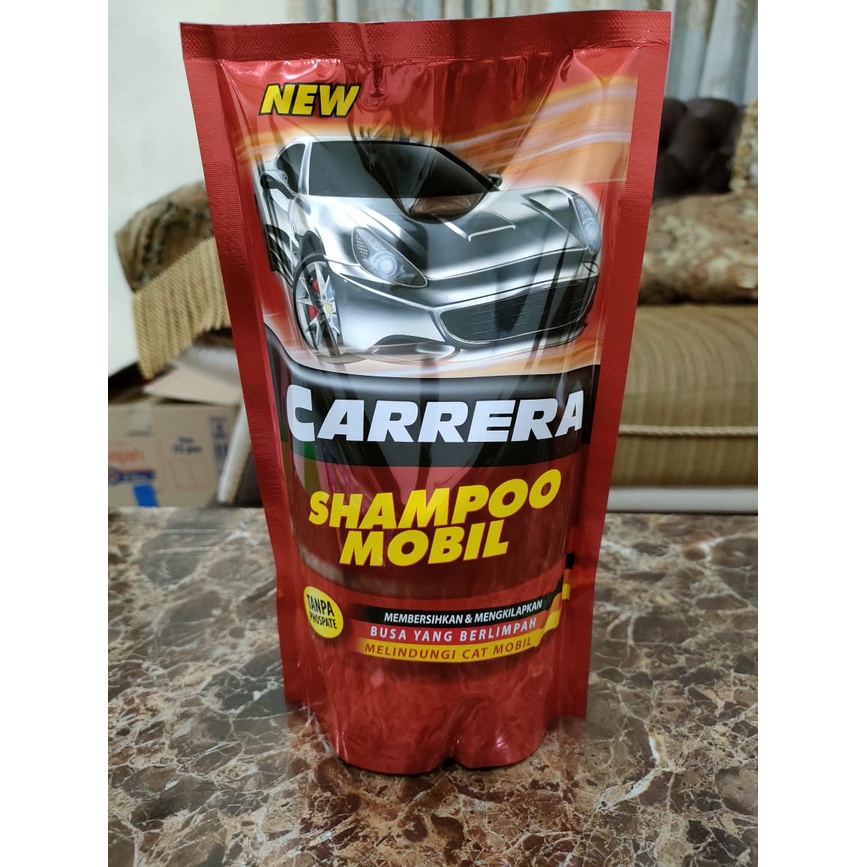 NEW
CARRERA
SHAMPOO
MOBIL
TANPA
PHOSPATE
MEMBERSIHKAN & MENGKILAPKAN
BUSA YANG BERLIMPAH
MELINDUNGI CAT MOBIL